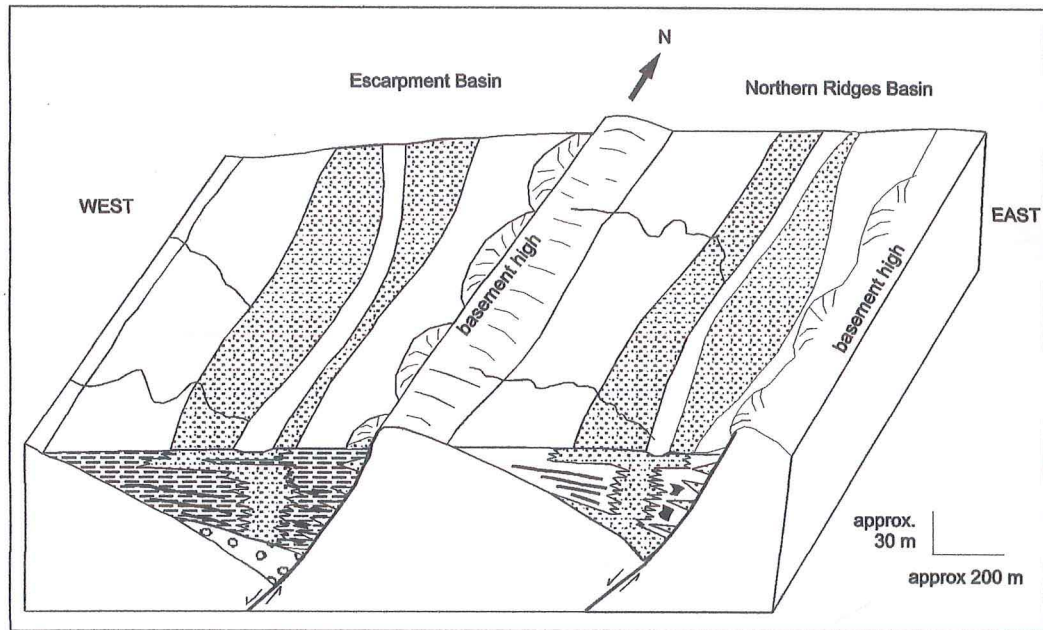 N
Escarpment Basin
Northern Ridges Basin
WEST
EAST
basement high
basement high
approx.
30 m
approx 200 m